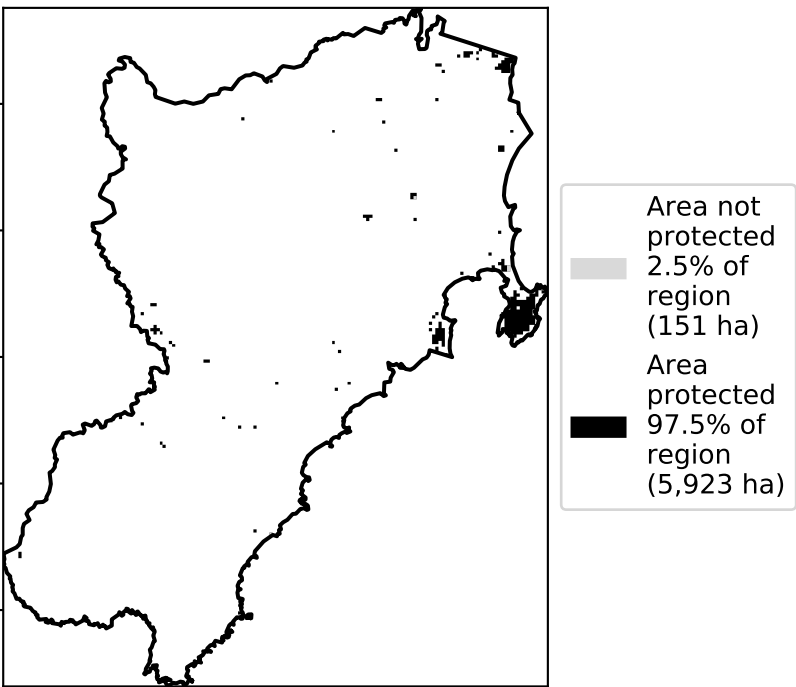 Area not
protected
2.5% of
region
(151 ha)
Area
protected
97.5% of
region
(5,923 ha)